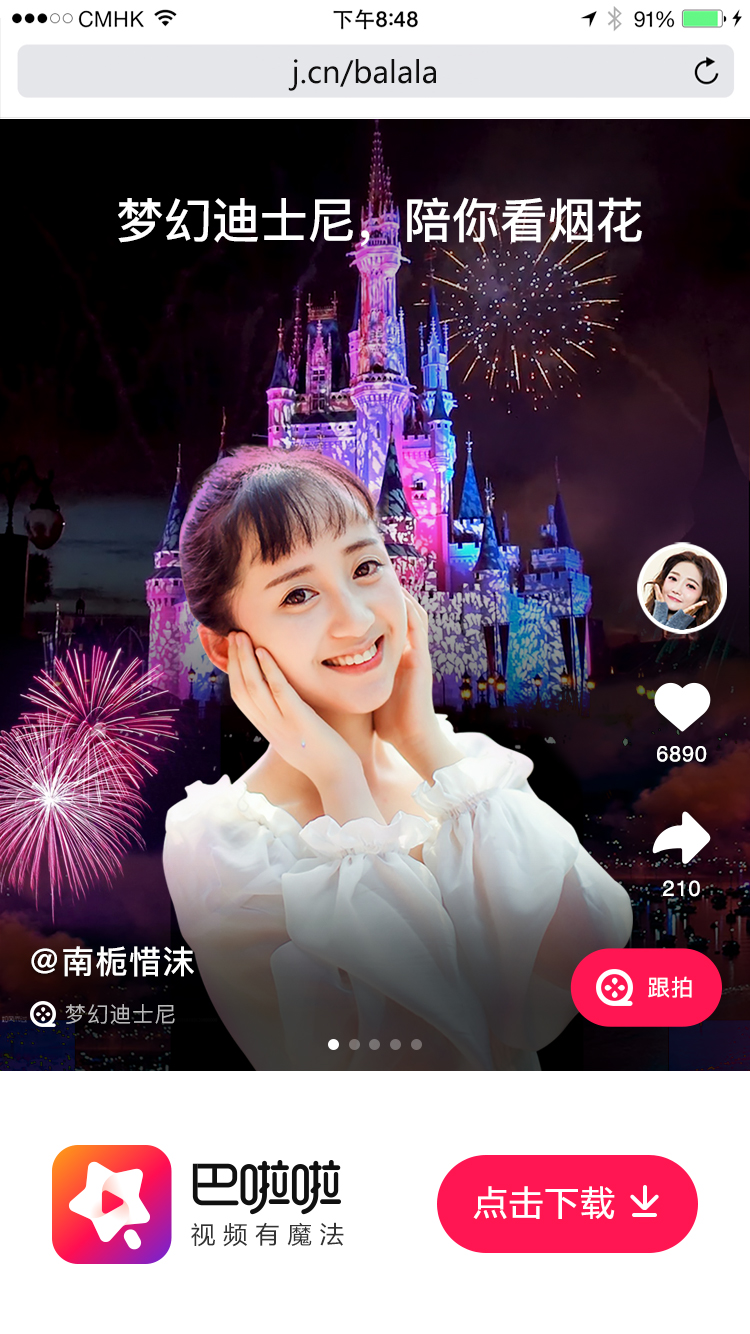 CMHK 下午8:48 91%
j.cn/balala
梦幻迪士尼，陪你看烟花
6890
210
@南栀惜沫
梦幻迪士尼
跟拍
巴啦啦
视频有魔法
点击下载